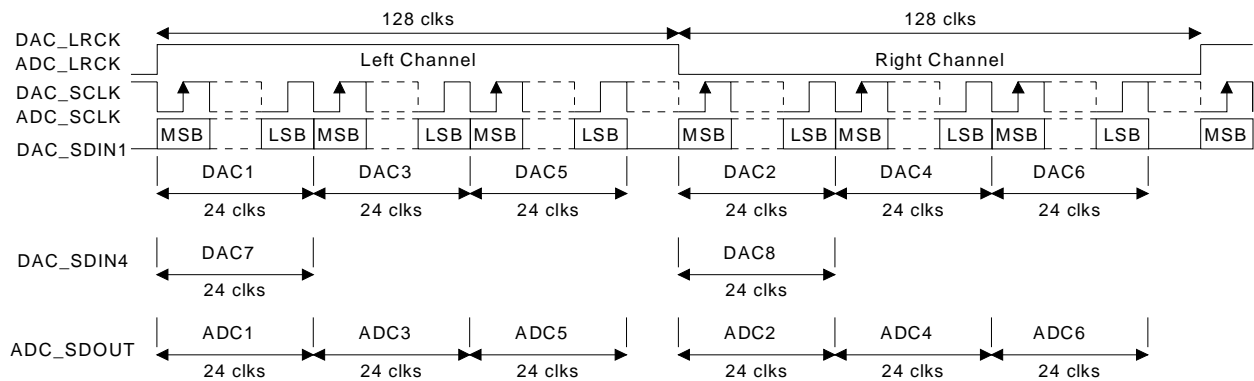 128 clks 128 clks
DAC_LRCK
ADC_LRCK Left Channel Right Channel
DAC_SCLK
ADC_SCLK
DAC_SDIN1 MSB LSB MSB LSB MSB LSB MSB LSB MSB LSB MSB LSB MSB
DAC1 DAC3 DAC5 DAC2 DAC4 DAC6
24 clks 24 clks 24 clks 24 clks 24 clks 24 clks
DAC_SDIN4 DAC7 DAC8
24 clks 24 clks
ADC_SDOUT ADC1 ADC3 ADC5 ADC2 ADC4 ADC6
24 clks 24 clks 24 clks 24 clks 24 clks 24 clks